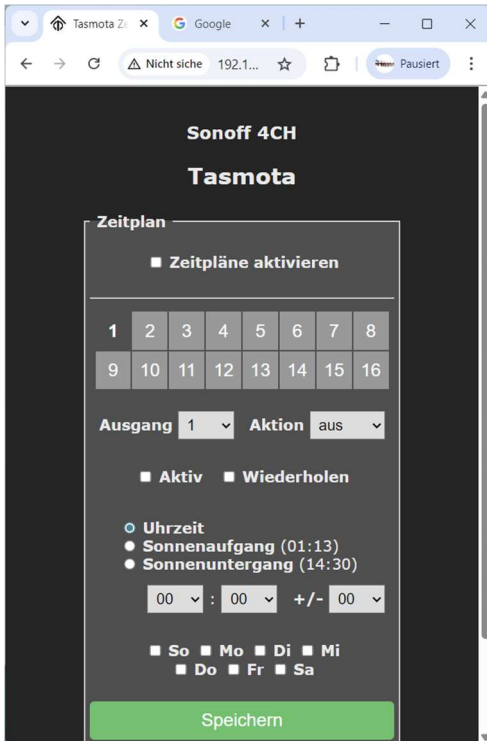 Tasmota Ze
Google
Nicht siche 192.1... Pausiert
Sonoff 4CH
Tasmota
Zeitplan
Zeitpläne aktivieren
1 2 3 4 5 6 7 8
9 10 11 12 13 14 15 16
Ausgang 1 Aktion aus
Aktiv Wiederholen
Uhrzeit
Sonnenaufgang (01:13)
Sonnenuntergang (14:30)
00 : 00 +/- 00
So Mo Di Mi
Do Fr Sa
Speichern